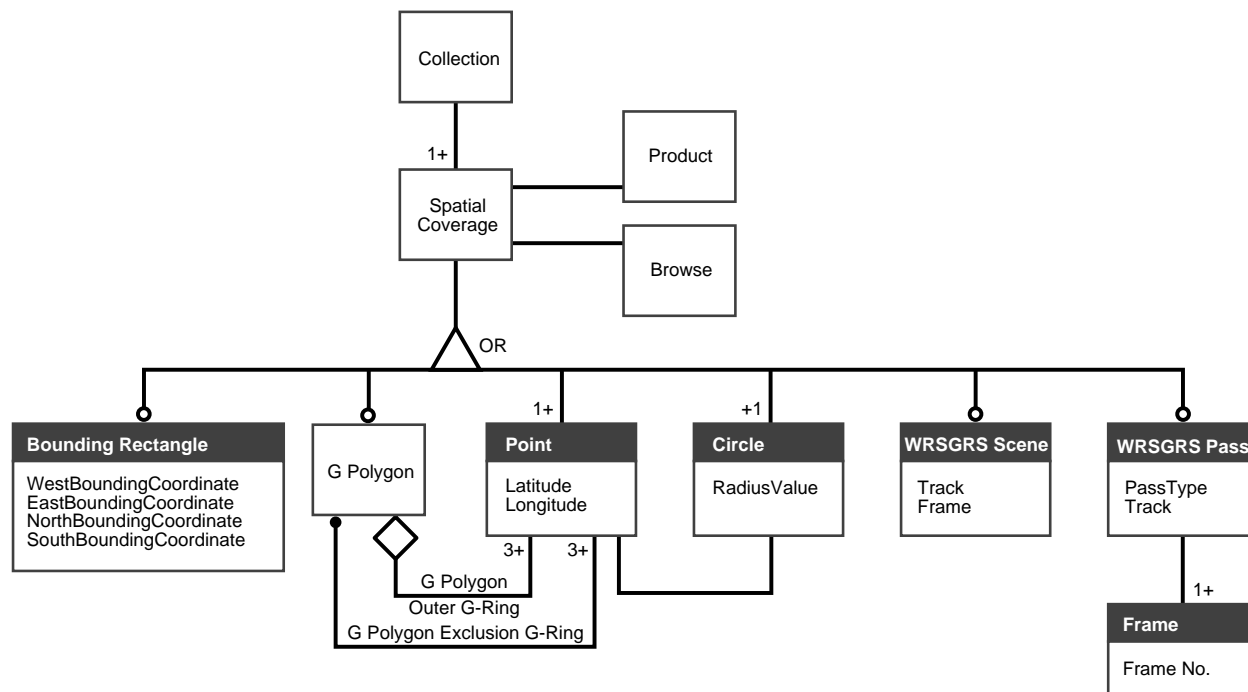 Collection
1+
Product
Spatial
Coverage
Browse
OR
1+
+1
Bounding Rectangle
WestBoundingCoordinate
EastBoundingCoordinate
NorthBoundingCoordinate
SouthBoundingCoordinate
G Polygon
Point
Latitude
Longitude
Circle
RadiusValue
WRSGRS Scene
Track
Frame
WRSGRS Pass
PassType
Track
3+
3+
G Polygon
Outer G-Ring
G Polygon Exclusion G-Ring
1+
Frame
Frame No.